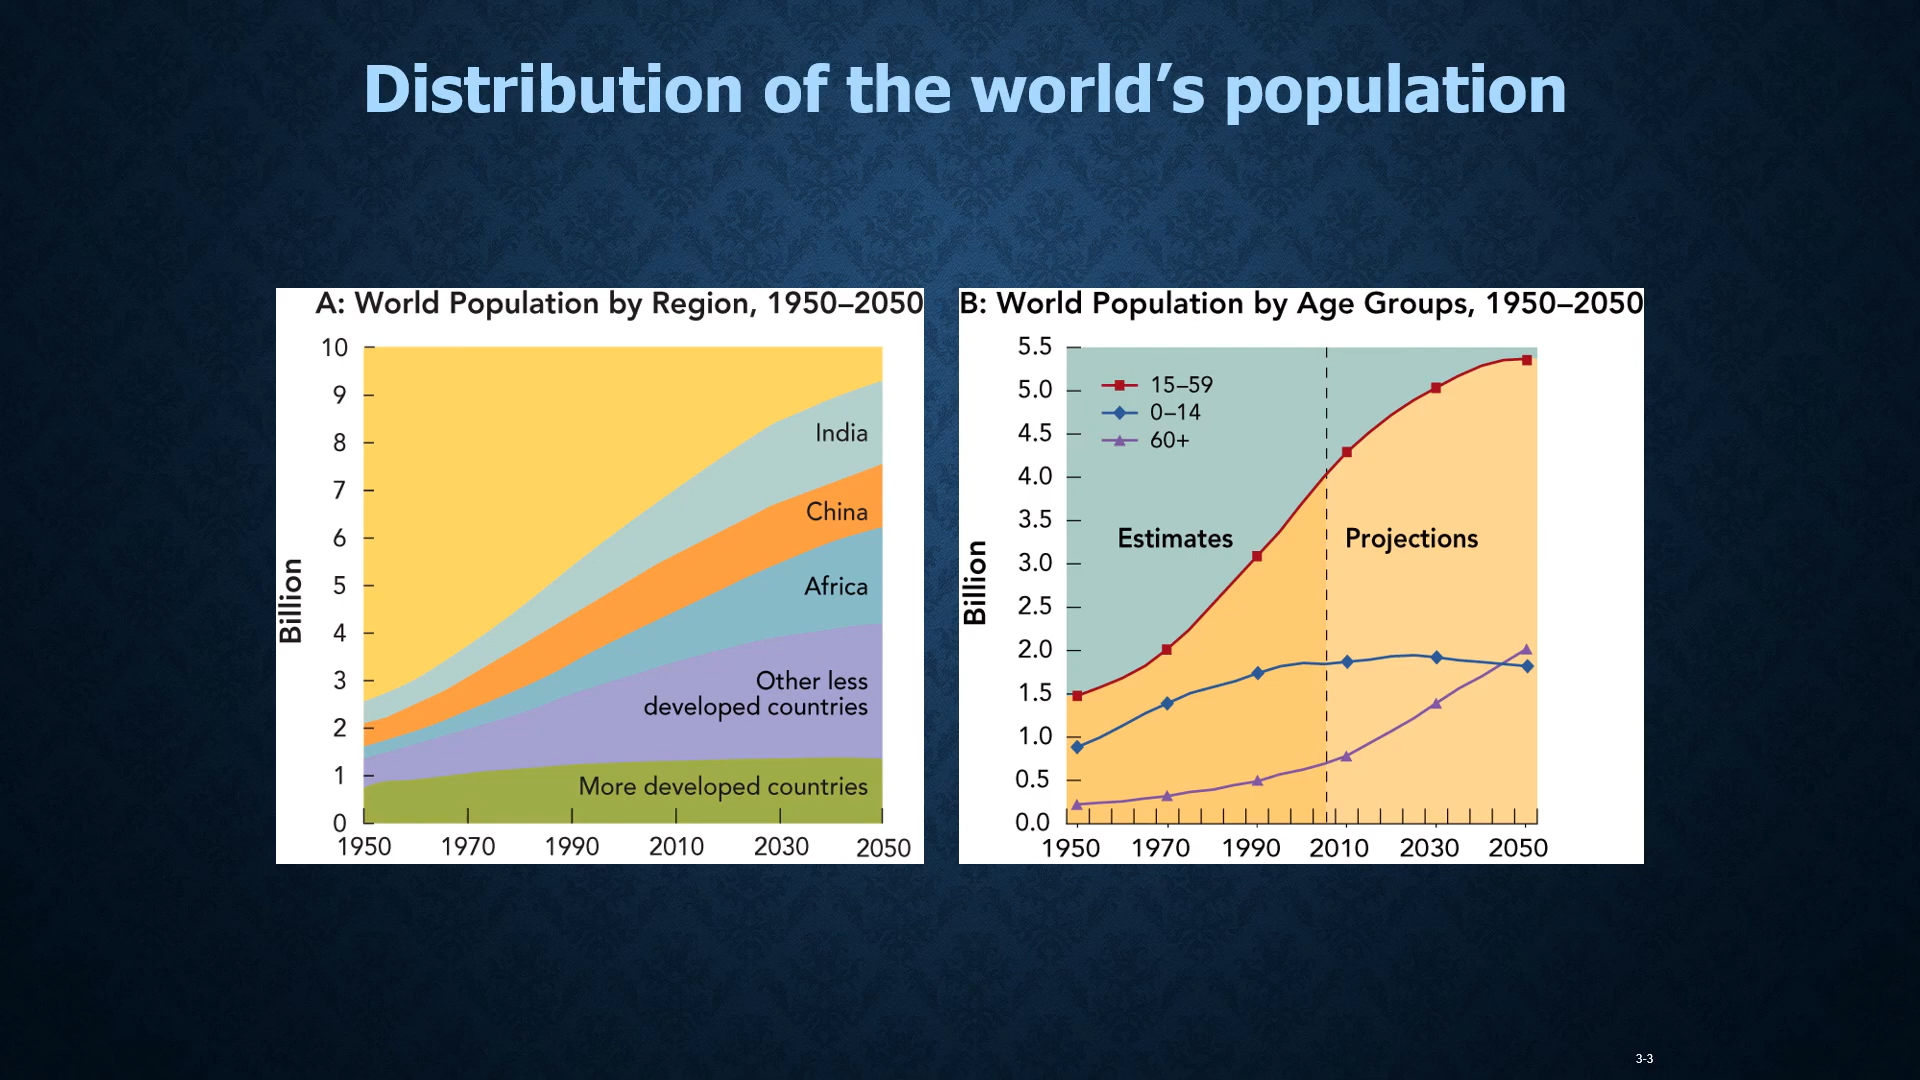 Distribution of the world’s population
A: World Population by Region, 1950–2050
10
9
8
7
6
5
4
3
2
1
0
Billion
India
China
Africa
Other less
developed countries
More developed countries
1950 1970 1990 2010 2030 2050
B: World Population by Age Groups, 1950–2050
5.5
5.0
4.5
4.0
3.5
3.0
2.5
2.0
1.5
1.0
0.5
0.0
Billion
15–59
0–14
60+
Estimates
Projections
1950 1970 1990 2010 2030 2050
3-3